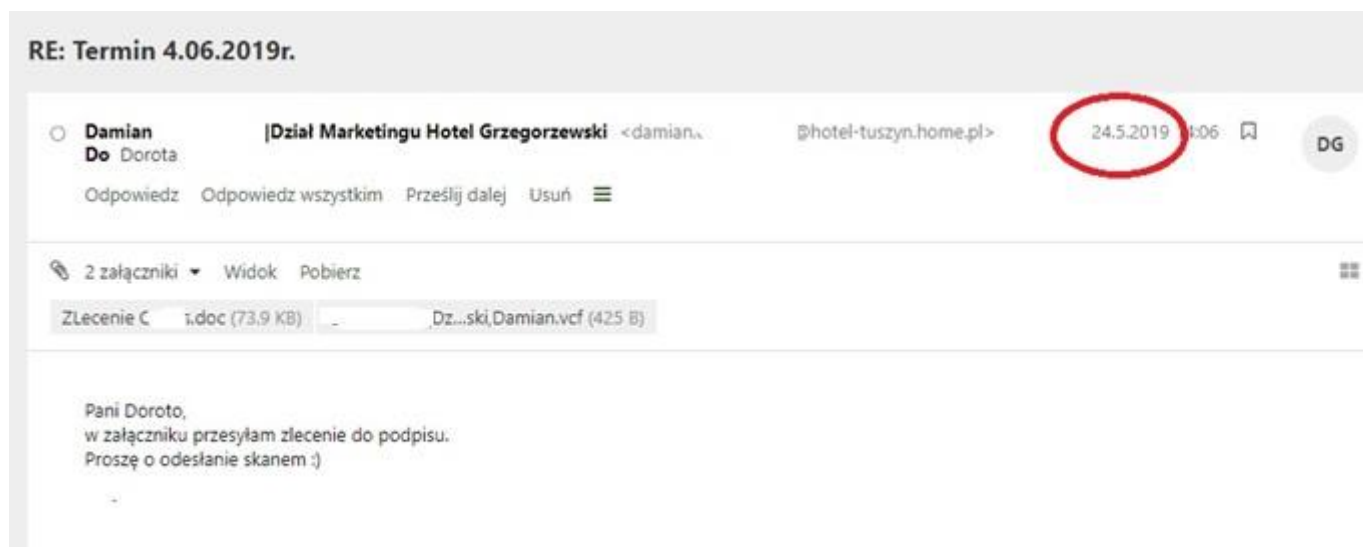 RE: Termin 4.06.2019r.
Damian |Dział Marketingu Hotel Grzegorzewski <damian. @hotel-tuszyn.home.pl> 24.5.2019 :06
Do Dorota
DG
Odpowiedz Odpowiedz wszystkim Prześlij dalej Usuń
2 załączniki Widok Pobierz
ZLecenie C .doc (73.9 KB) Dz...ski,Damian.vcf (425 B)
Pani Doroto,
w załączniku przesyłam zlecenie do podpisu.
Proszę o odesłanie skanem :)